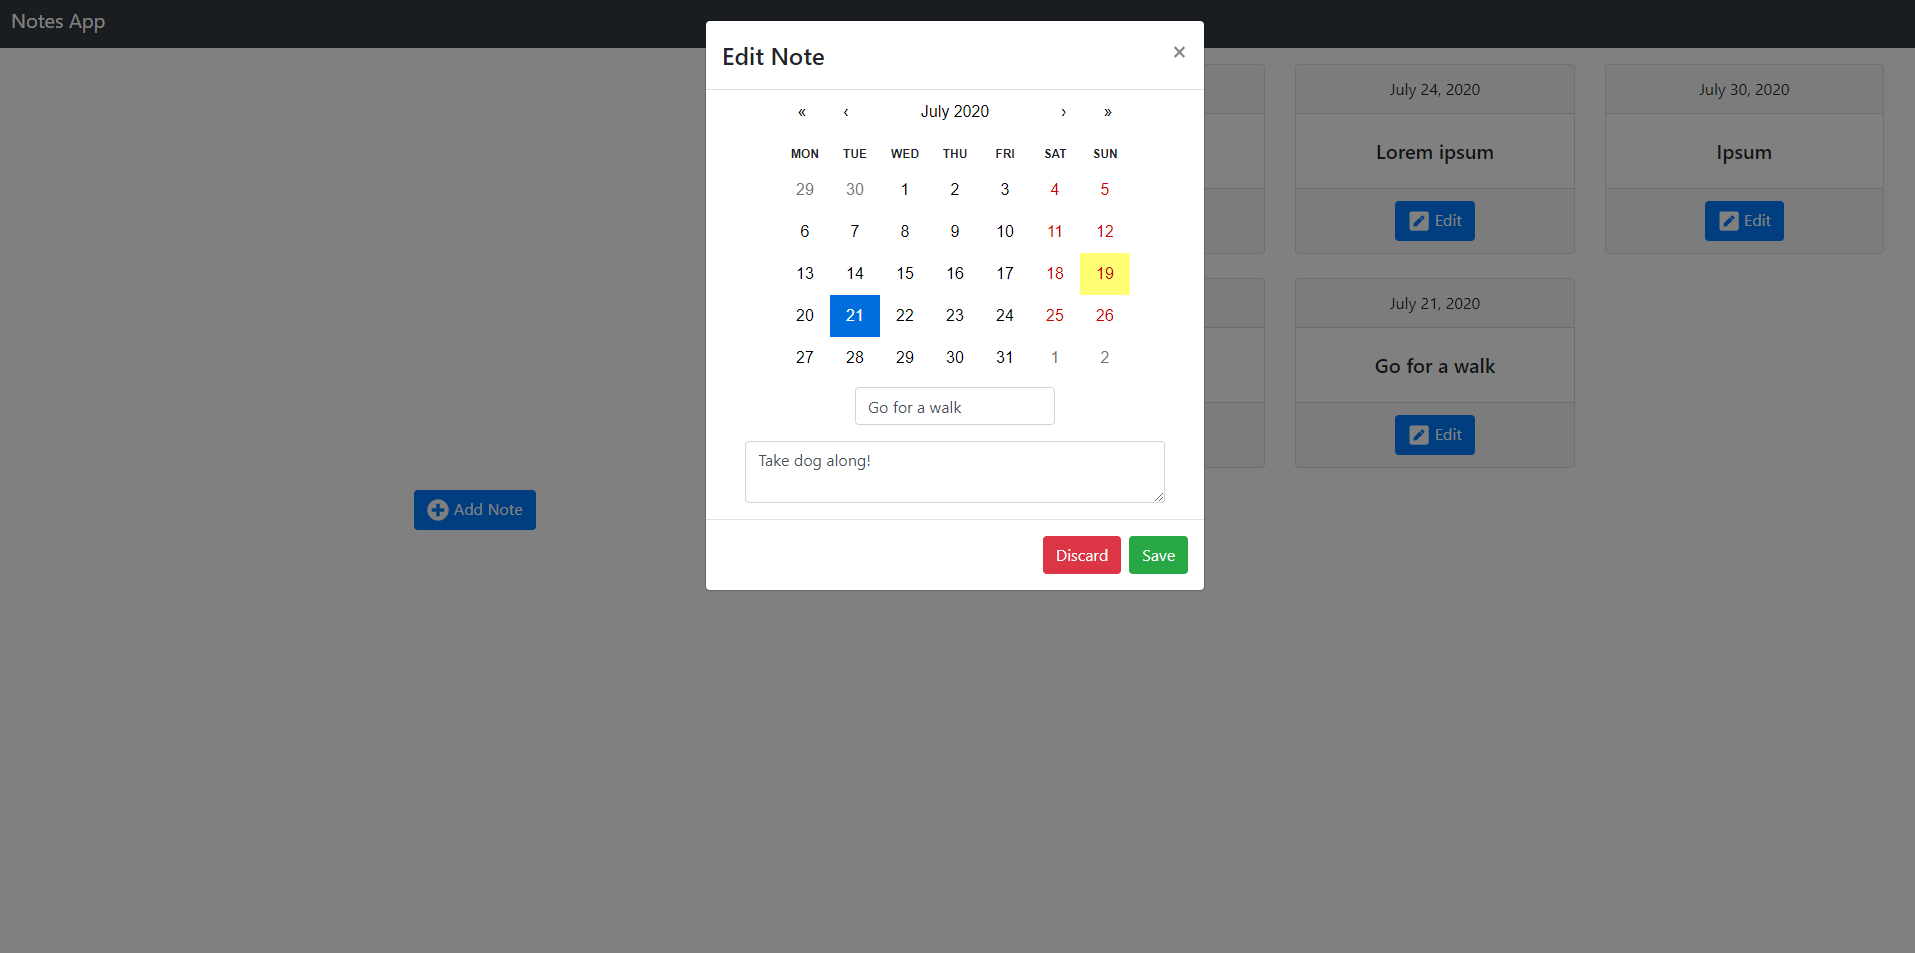 Notes App
Edit Note
×
« ‹ July 2020 › »
MON TUE WED THU FRI SAT SUN
29 30 1 2 3 4 5
6 7 8 9 10 11 12
13 14 15 16 17 18 19
20 21 22 23 24 25 26
27 28 29 30 31 1 2
Go for a walk
Take dog along!
Discard Save
Add Note
July 24, 2020
Lorem ipsum
Edit
July 30, 2020
Ipsum
Edit
July 21, 2020
Go for a walk
Edit